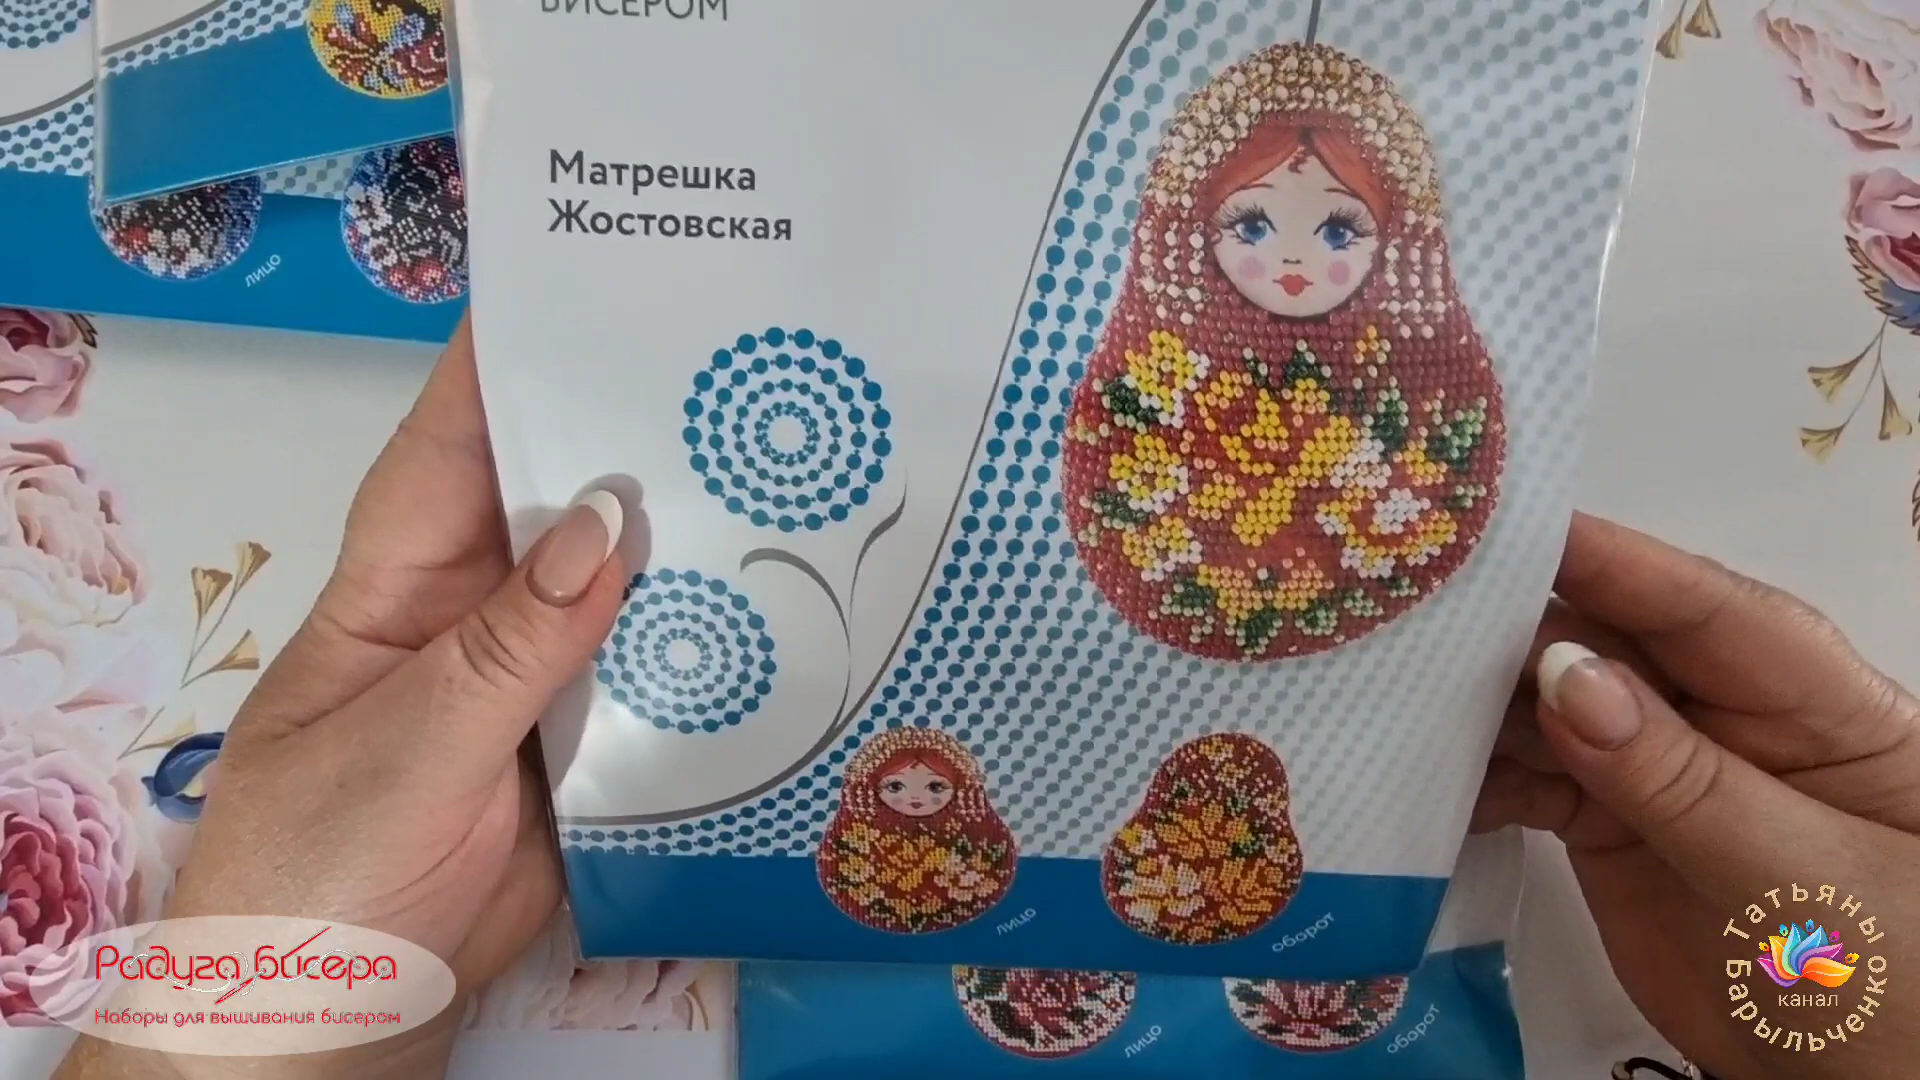 БИСЕРОМ
Матрешка
Жостовская
лицо
лицо
оборот
лицо
оборот
Радуга бисера
Наборы для вышивания бисером
Татьяны
Барыльченко
канал